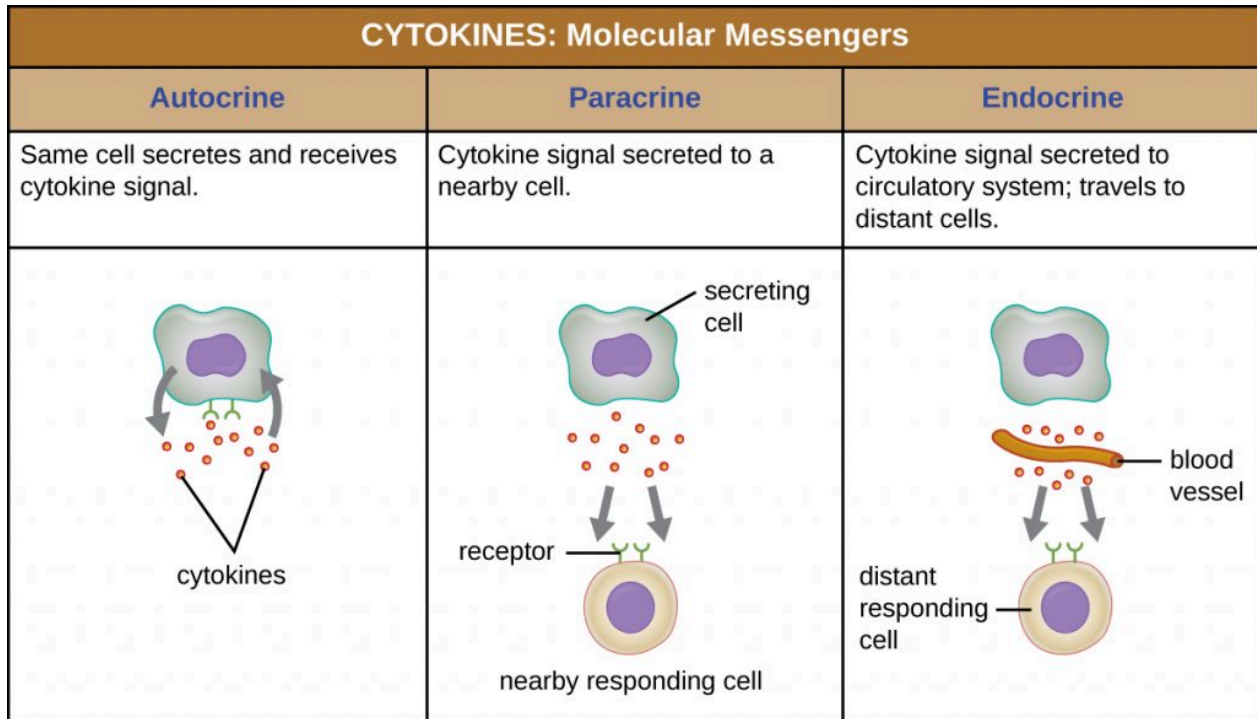 CYTOKINES: Molecular Messengers
Autocrine
Paracrine
Endocrine
Same cell secretes and receives
cytokine signal.
Cytokine signal secreted to a
nearby cell.
Cytokine signal secreted to
circulatory system; travels to
distant cells.
cytokines
secreting
cell
receptor
nearby responding cell
blood
vessel
distant
responding
cell